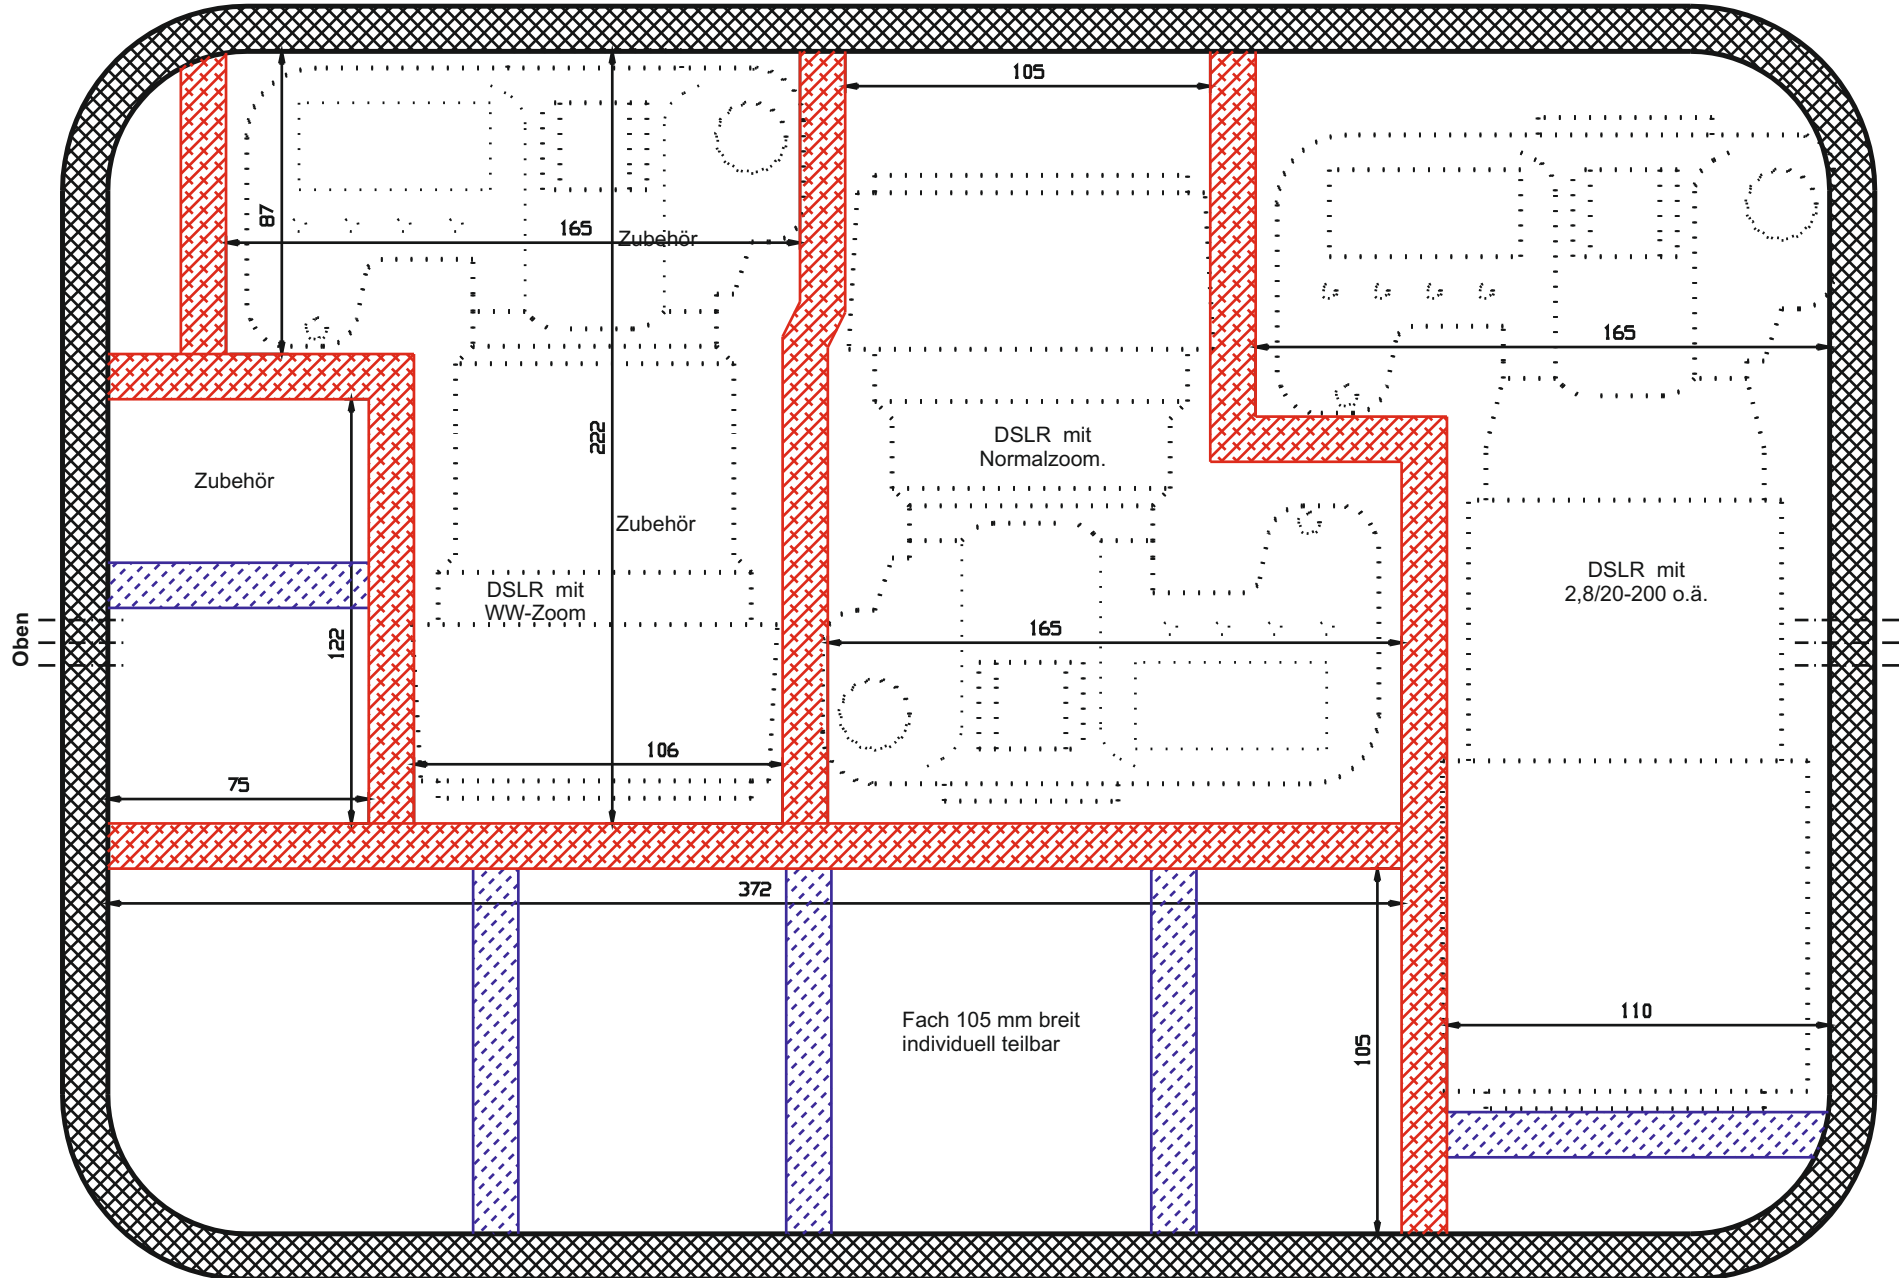 105
87
165
Zubehör
165
222
DSLR mit
Normalzoom.
Zubehör
Zubehör
DSLR mit
WW-Zoom
DSLR mit
2,8/20-200 o.ä.
Oben
122
165
106
75
372
Fach 105 mm breit
individuell teilbar
105
110